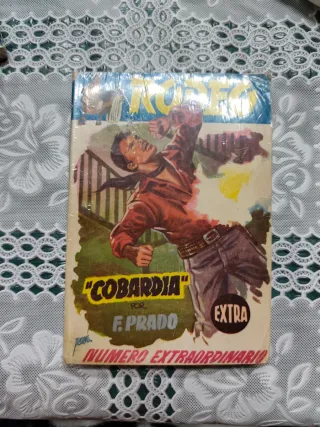 RODEO
"COBARDIA"
POR
F. PRADO
EXTRA
NUMERO EXTRAORDINARIO